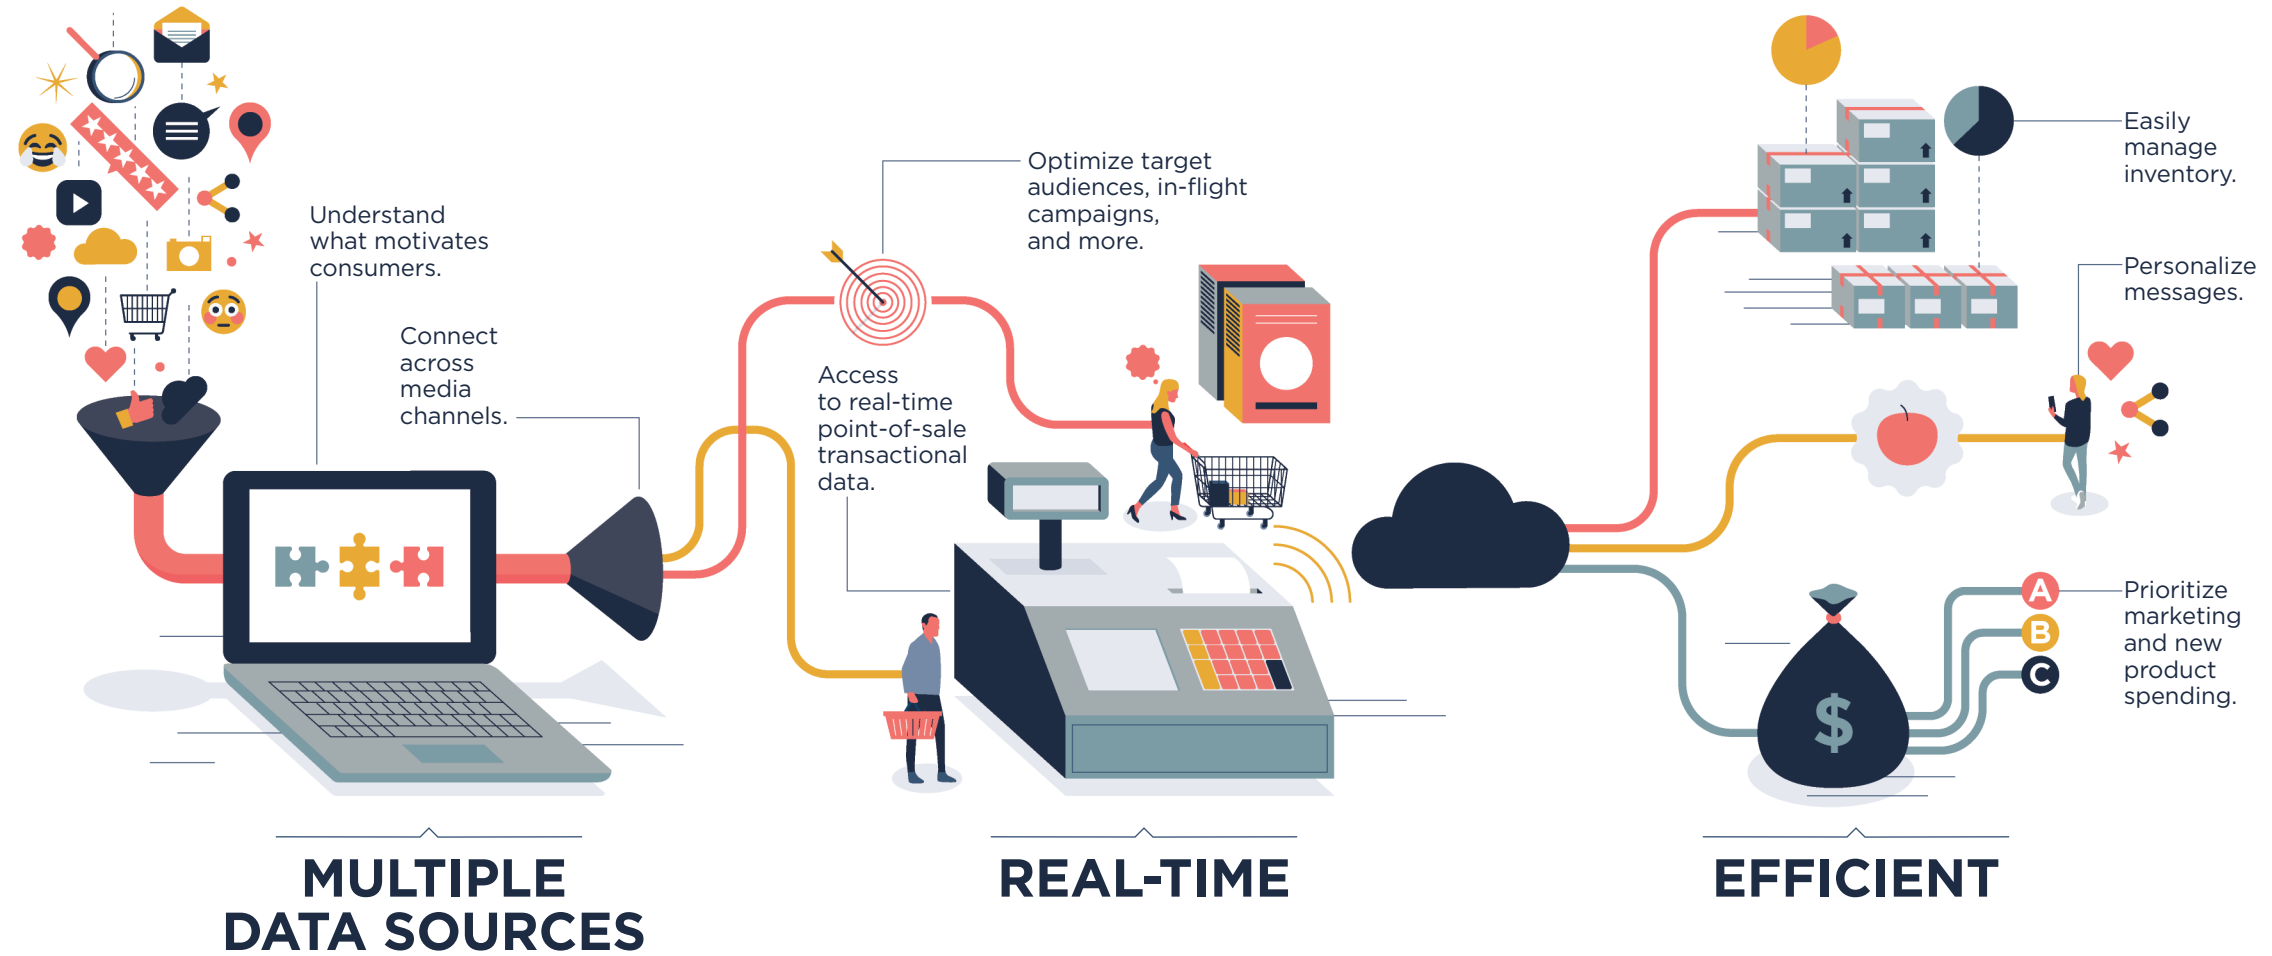 Understand
what motivates
consumers.
Connect
across
media
channels.
MULTIPLE
DATA SOURCES
Optimize target
audiences, in-flight
campaigns,
and more.
Access
to real-time
point-of-sale
transactional
data.
REAL-TIME
Easily
manage
inventory.
Personalize
messages.
$
A
B
C
Prioritize
marketing
and new
product
spending.
EFFICIENT